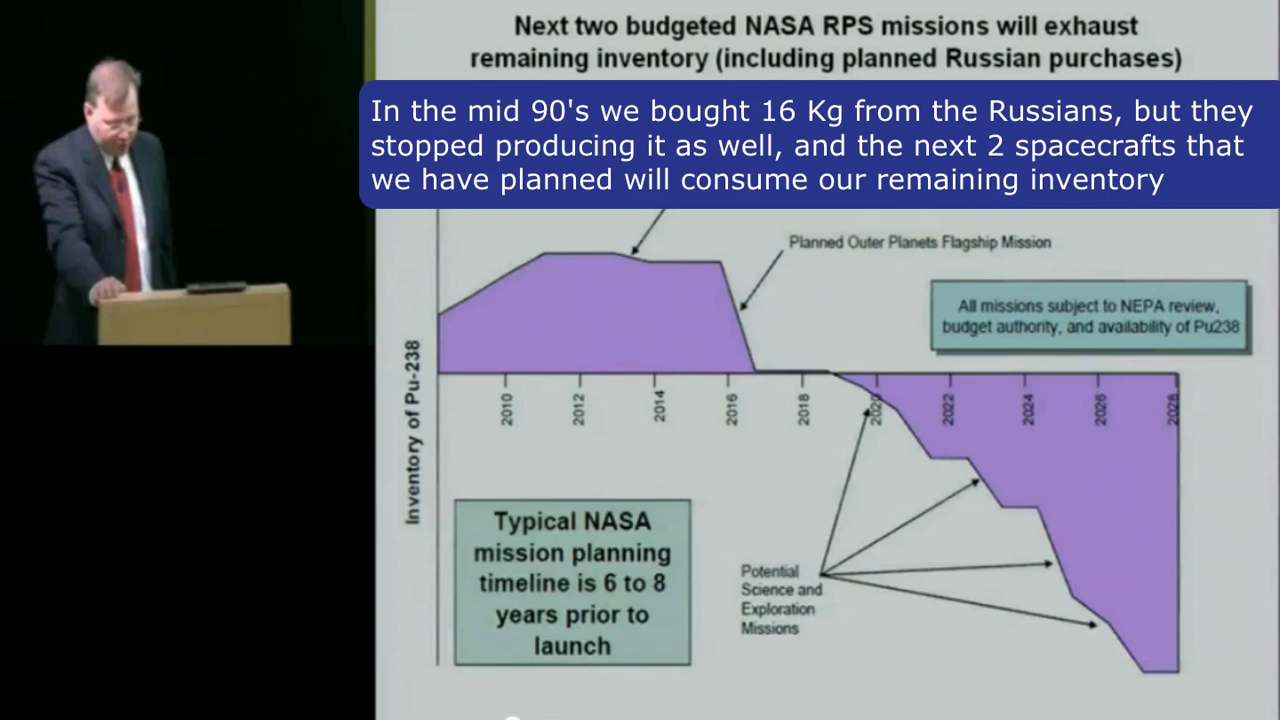 Next two budgeted NASA RPS missions will exhaust
remaining inventory (including planned Russian purchases)
In the mid 90's we bought 16 Kg from the Russians, but they
stopped producing it as well, and the next 2 spacecrafts that
we have planned will consume our remaining inventory
Planned Outer Planets Flagship Mission
All missions subject to NEPA review,
budget authority, and availability of Pu238
Inventory of Pu-238
2010
2012
2014
2016
2018
2020
2022
2024
2026
2028
Typical NASA
mission planning
timeline is 6 to 8
years prior to
launch
Potential
Science and
Exploration
Missions